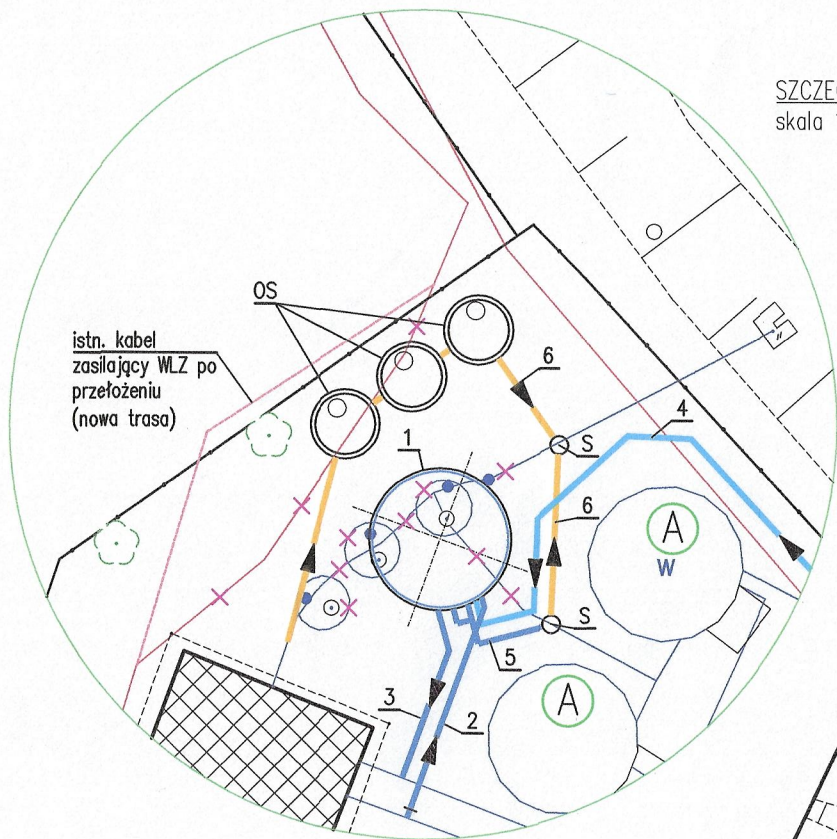 SZCZE
skala
OS
istn. kabel
zasilający WLZ po
przełożeniu
(nowa trasa)
6
4
1
S
6
A
W
S
5
A
3
2